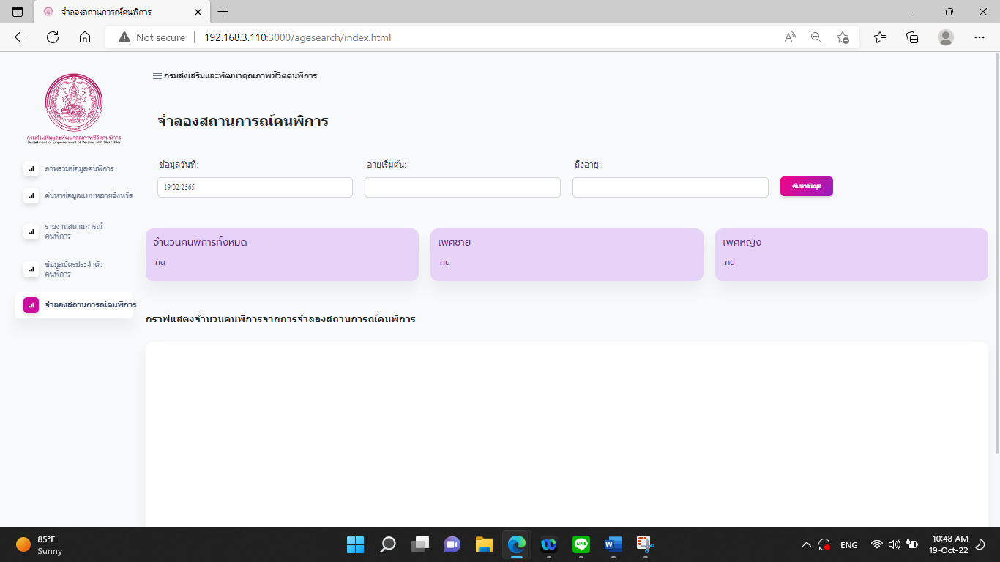 จำลองสถานการณ์คนพิการ
Not secure
192.168.3.110:3000/agesearch/index.html
กรมส่งเสริมและพัฒนาคุณภาพชีวิตคนพิการ
Department of Empowerment of Persons with Disabilities
ภาพรวมข้อมูลคนพิการ
ค้นหาข้อมูลแบบหลายจังหวัด
รายงานสถานการณ์
คนพิการ
ข้อมูลบัตรประจำตัว
คนพิการ
จำลองสถานการณ์คนพิการ
กรมส่งเสริมและพัฒนาคุณภาพชีวิตคนพิการ
จำลองสถานการณ์คนพิการ
ข้อมูลวันที่: อายุเริ่มต้น: ถึงอายุ:
19/02/2565 ค้นหาข้อมูล
จำนวนคนพิการทั้งหมด เพศชาย เพศหญิง
คน คน คน
กราฟแสดงจำนวนคนพิการจากการจำลองสถานการณ์คนพิการ
85°F
Sunny
ENG
10:48 AM
19-Oct-22